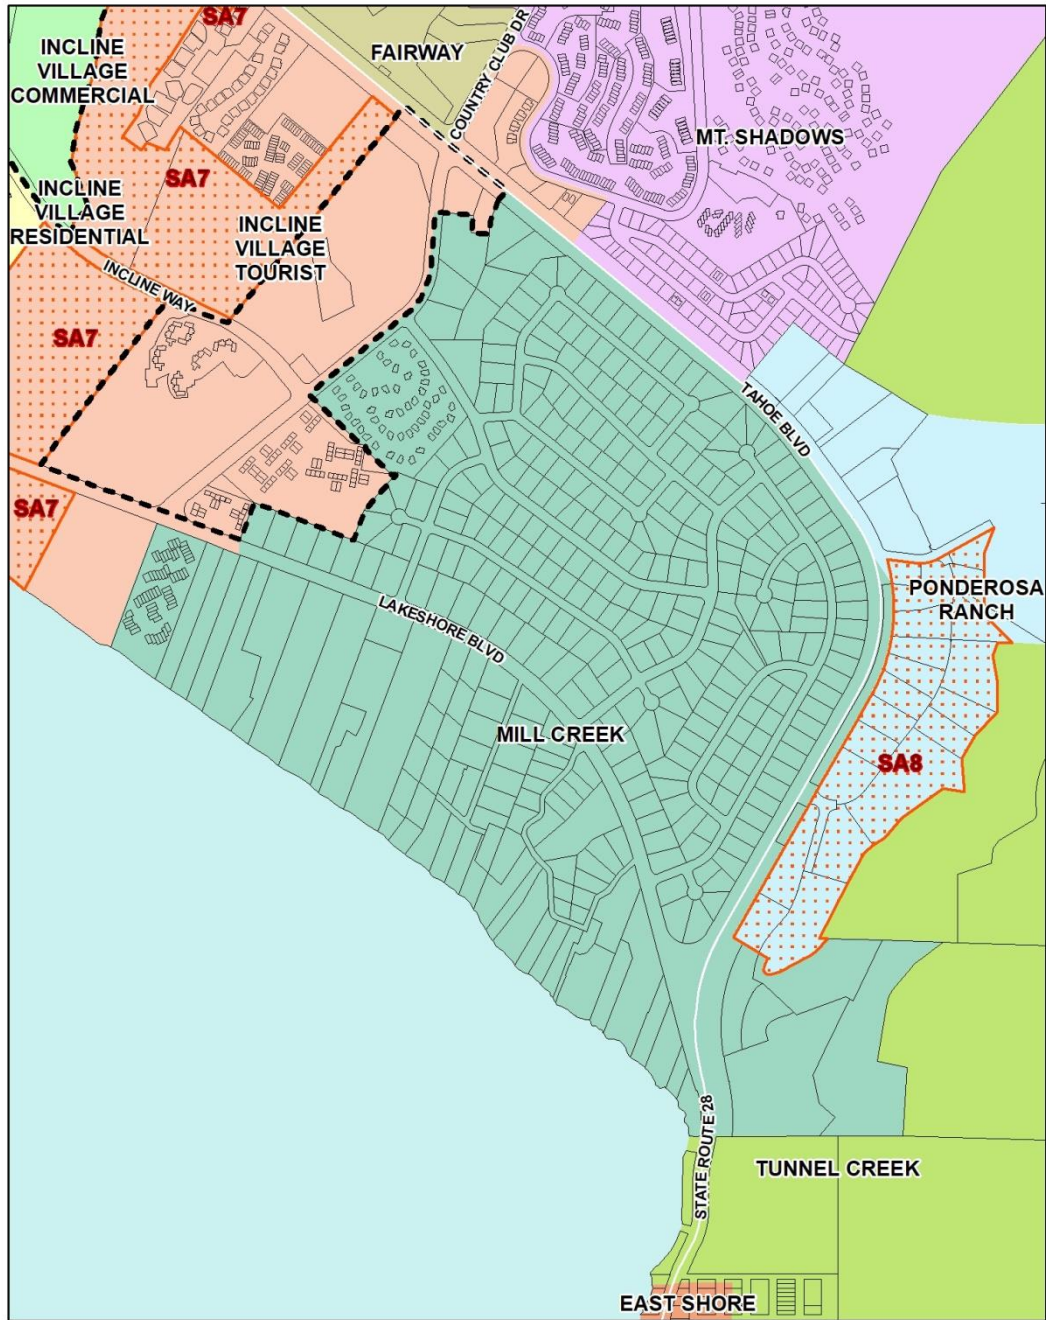 SA7
INCLINE
VILLAGE
COMMERCIAL
FAIRWAY
COUNTRY CLUB DR
MT. SHADOWS
SA7
INCLINE
VILLAGE
RESIDENTIAL
INCLINE
VILLAGE
TOURIST
INCLINE WAY
SA7
TAHOE BLVD
SA7
PONDEROSA
RANCH
LAKESHORE BLVD
MILL CREEK
SA8
STATE ROUTE 28
TUNNEL CREEK
EAST SHORE